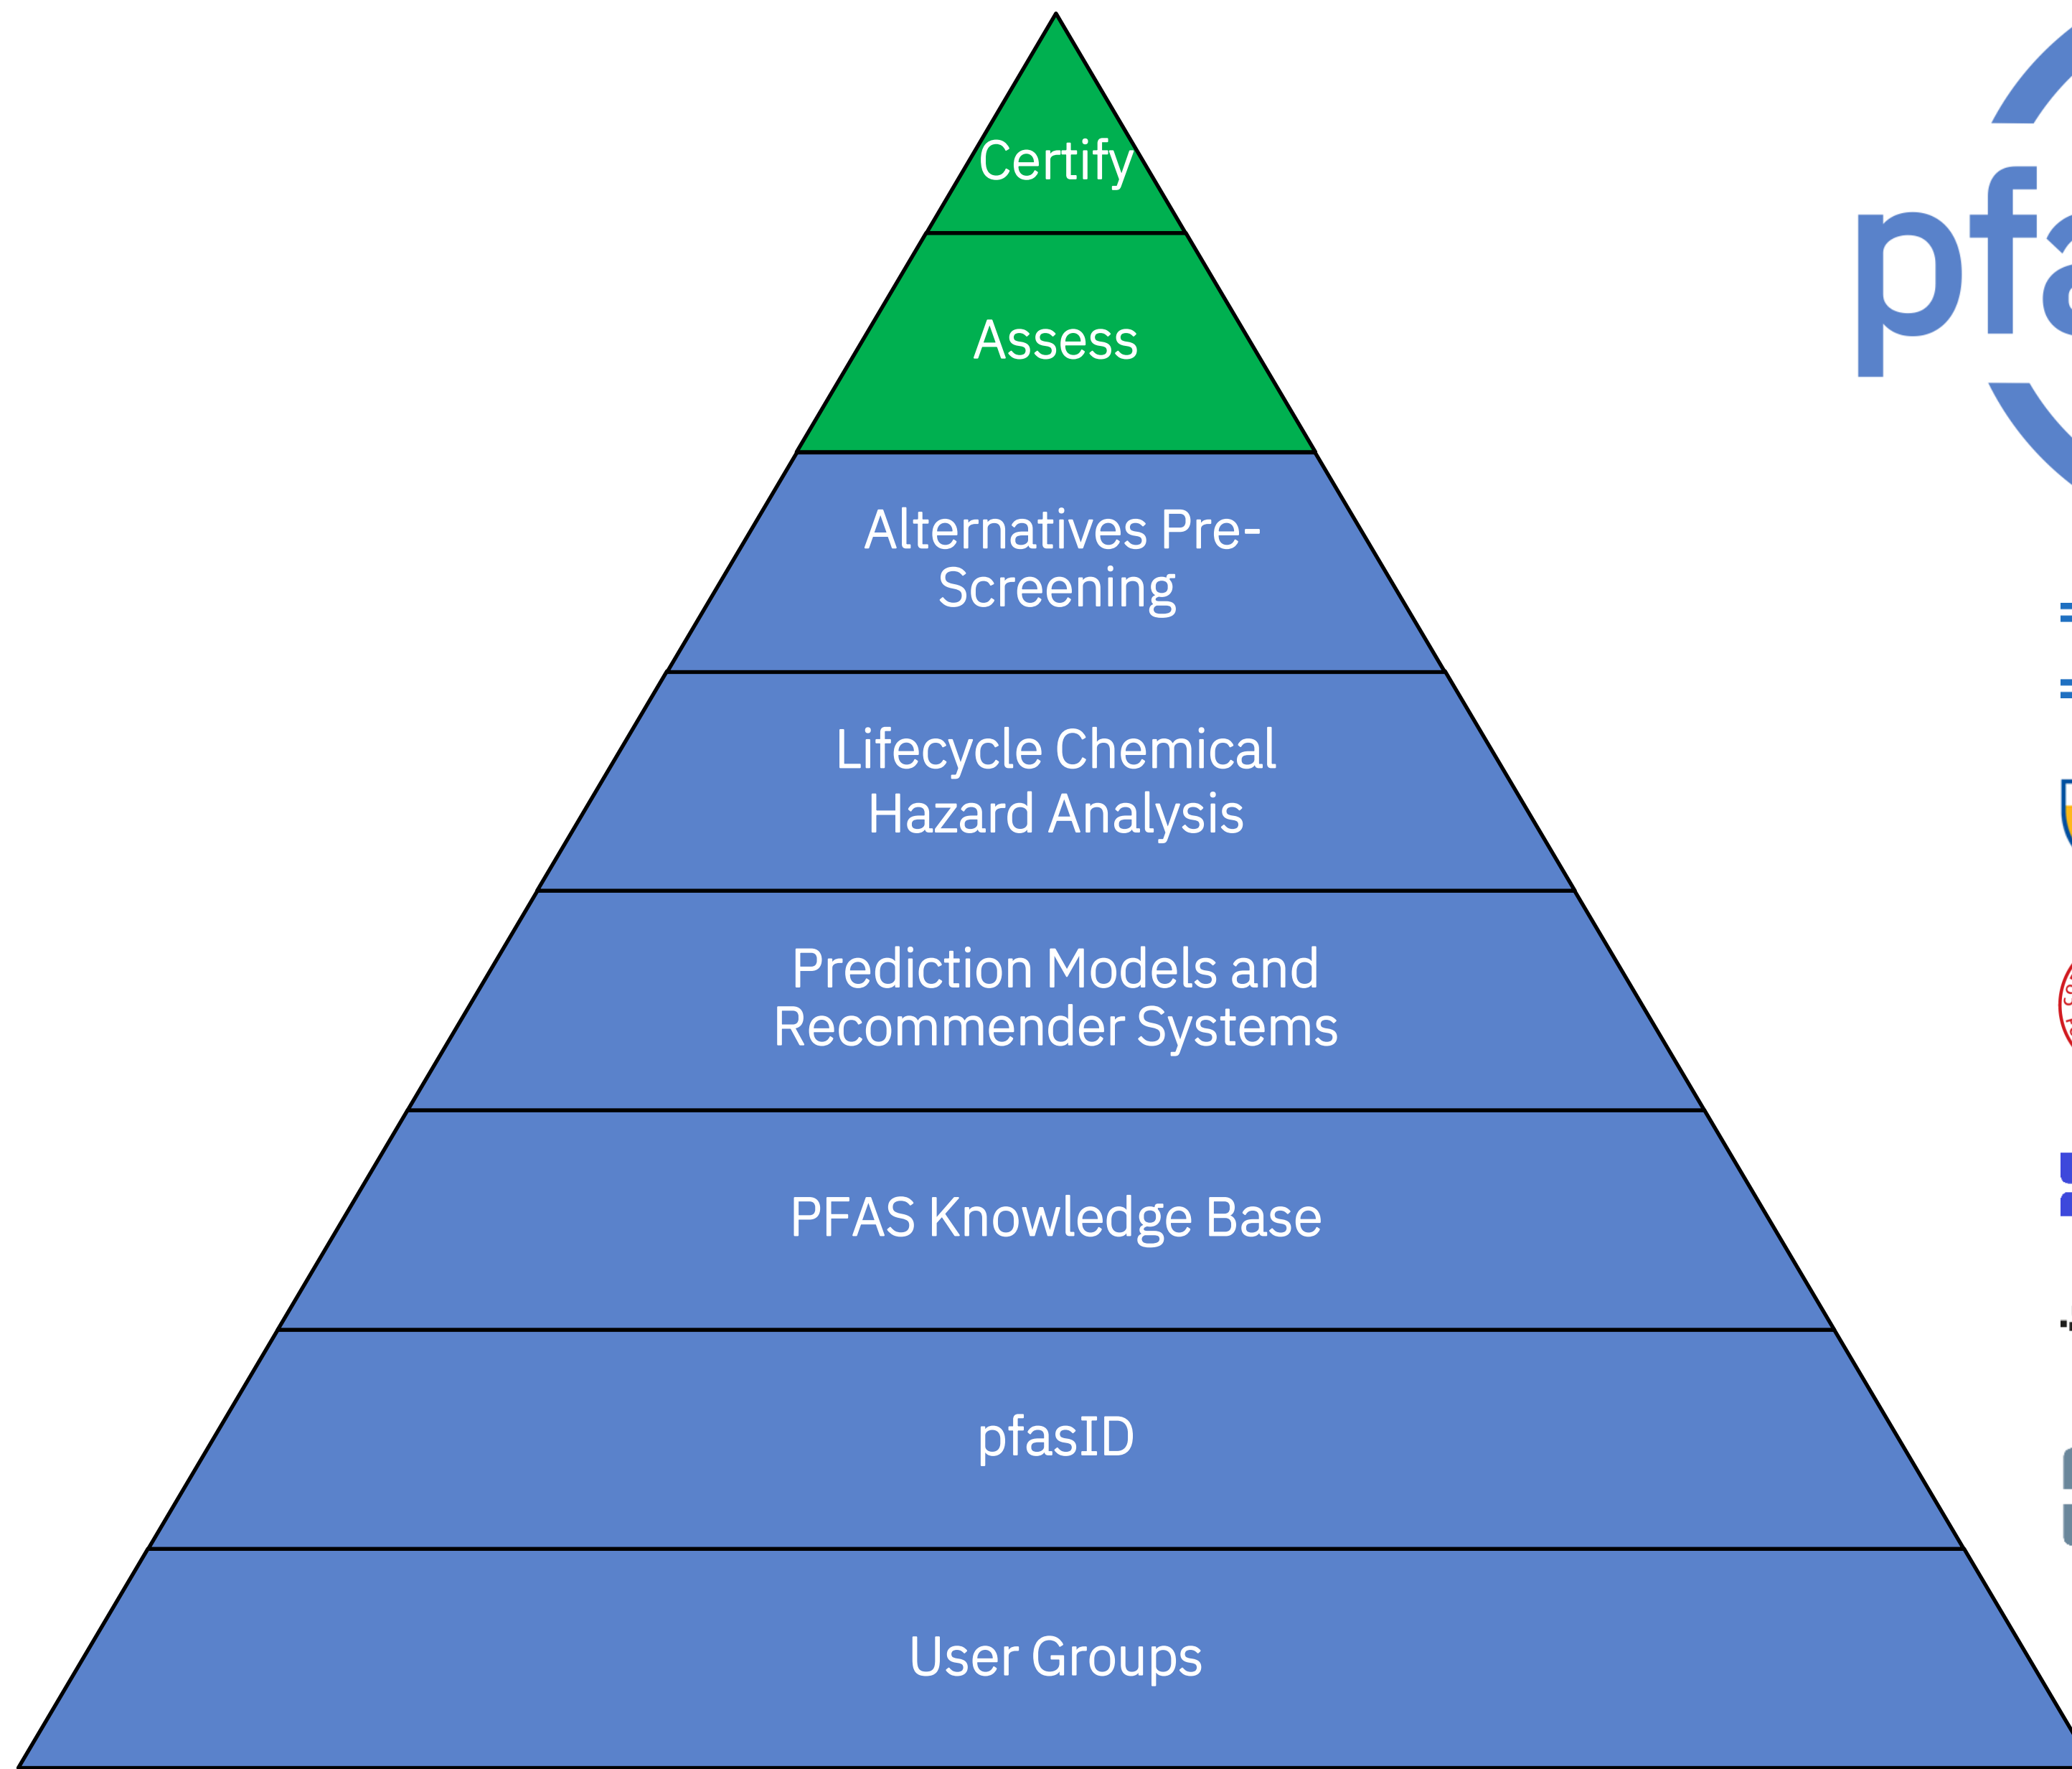 Certify
Assess
Alternatives Pre-
Screening
Lifecycle Chemical
Hazard Analysis
Prediction Models and
Recommender Systems
PFAS Knowledge Base
pfasID
User Groups